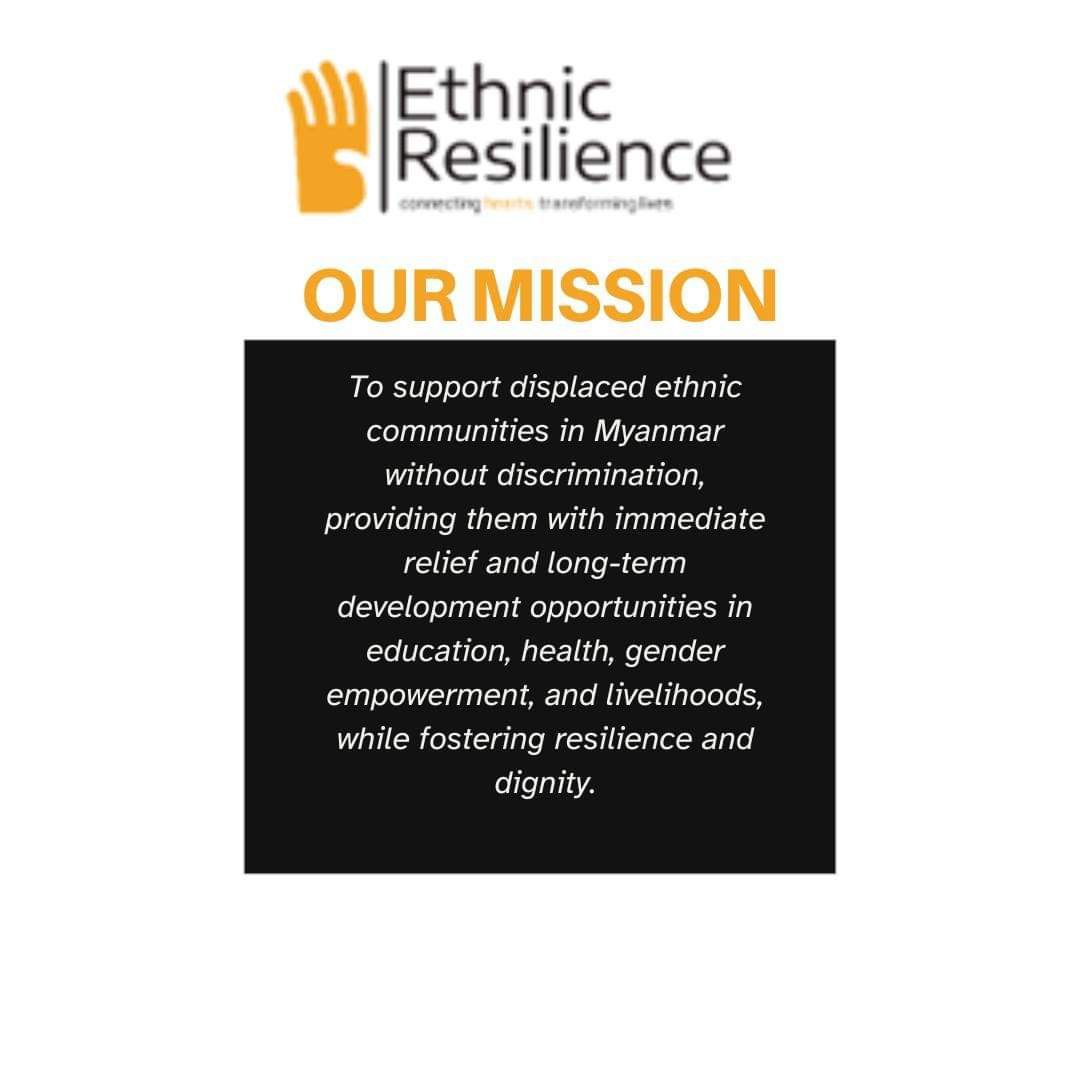 Ethnic
Resilience
connecting hearts transforming lives
OUR MISSION
To support displaced ethnic
communities in Myanmar
without discrimination,
providing them with immediate
relief and long-term
development opportunities in
education, health, gender
empowerment, and livelihoods,
while fostering resilience and
dignity.